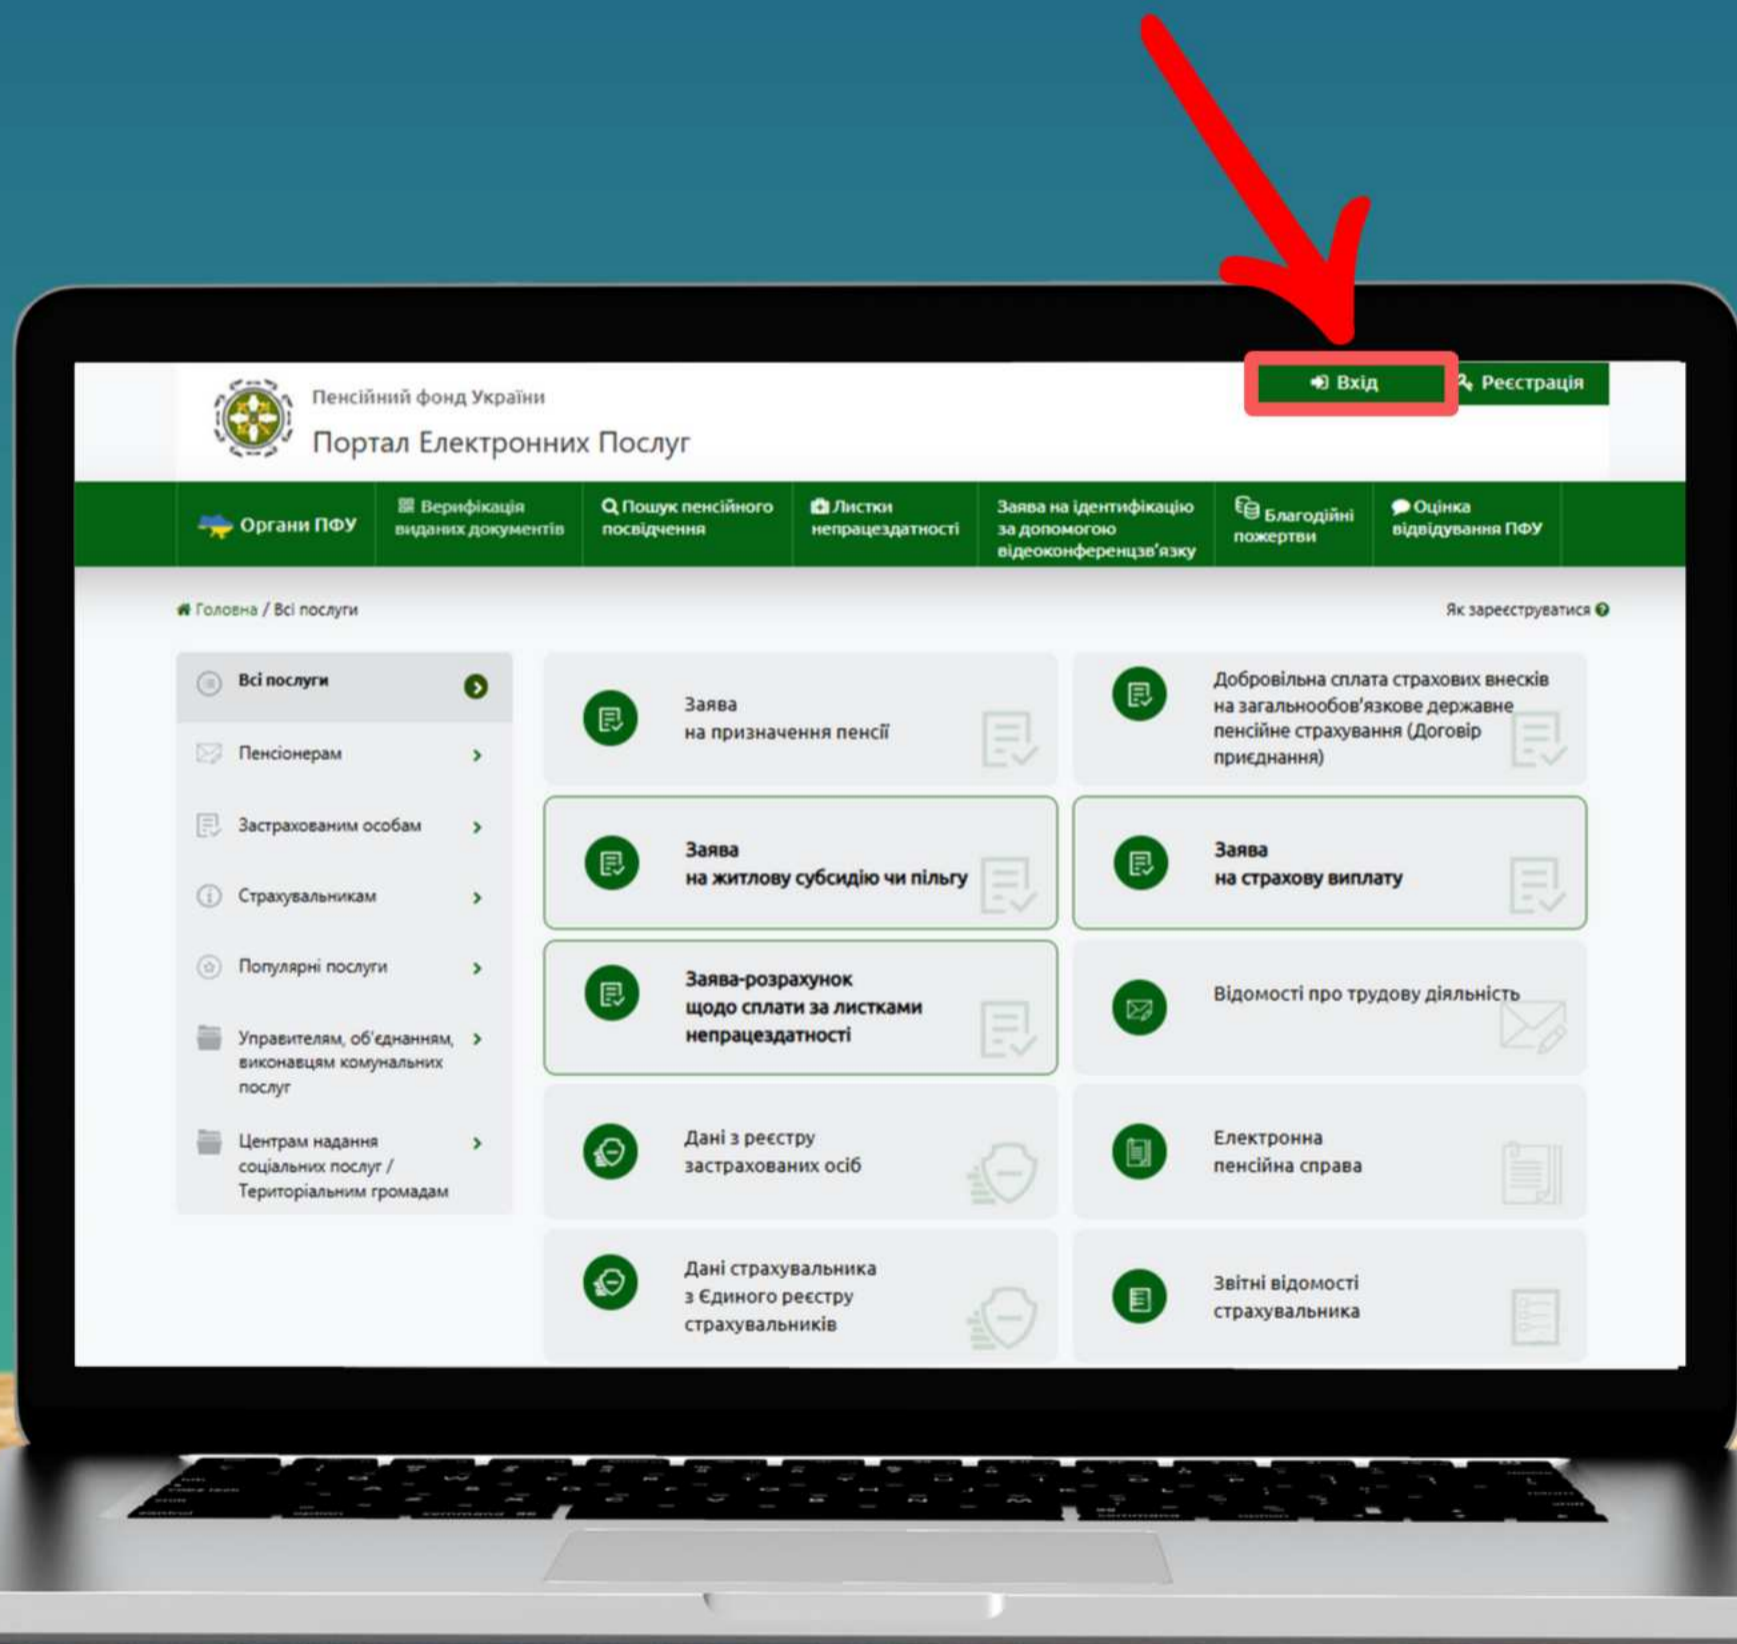 Вхід
Реєстрація
Пенсійний фонд України
Портал Електронних Послуг
Органи ПФУ
Верифікація
виданих документів
Пошук пенсійного
посвідчення
Листки
непрацездатності
Заява на ідентифікацію
за допомогою
відеоконференцзв'язку
Благодійні
пожертви
Оцінка
відвідування ПФУ
Головна / Всі послуги
Як зареєструватися
Всі послуги
Пенсіонерам
Застрахованим особам
Страхувальникам
Популярні послуги
Управителям, об'єднанням,
виконавцям комунальних
послуг
Центрам надання
соціальних послуг /
Територіальним громадам
Заява
на призначення пенсії
Добровільна сплата страхових внесків
на загальнообов'язкове державне
пенсійне страхування (Договір
приєднання)
Заява
на житлову субсидію чи пільгу
Заява
на страхову виплату
Заява-розрахунок
щодо сплати за листками
непрацездатності
Відомості про трудову діяльність
Дані з реєстру
застрахованих осіб
Електронна
пенсійна справа
Дані страхувальника
з Єдиного реєстру
страхувальників
Звітні відомості
страхувальника